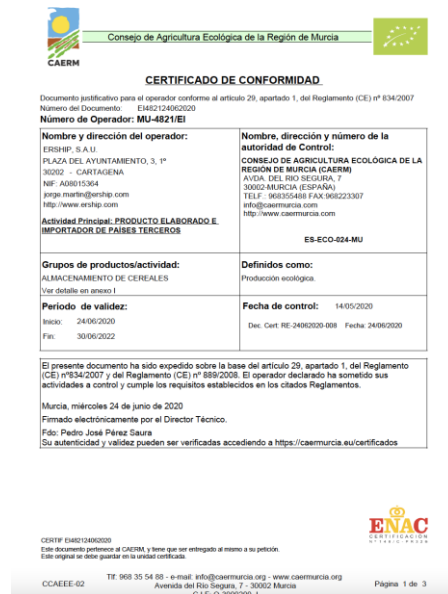 Consejo de Agricultura Ecológica de la Región de Murcia
CAERM
CERTIFICADO DE CONFORMIDAD
Documento justificativo para el operador conforme al artículo 29, apartado 1, del Reglamento (CE) nº 834/2007
Número del Documento: EI482124062020
Número de Operador: MU-4821/EI
Nombre y dirección del operador:
ERSHIP, S.A.U.
PLAZA DEL AYUNTAMIENTO, 3, 1º
30202 - CARTAGENA
NIF: A08015364
jorge.martin@ership.com
http://www.ership.com
Actividad Principal: PRODUCTO ELABORADO E
IMPORTADOR DE PAÍSES TERCEROS
Nombre, dirección y número de la
autoridad de Control:
CONSEJO DE AGRICULTURA ECOLÓGICA DE LA
REGIÓN DE MURCIA (CAERM)
AVDA. DEL RIO SEGURA, 7
30002-MURCIA (ESPAÑA)
TELF.: 968355488 FAX:968223307
info@caermurcia.com
http://www.caermurcia.com
ES-ECO-024-MU
Grupos de productos/actividad:
ALMACENAMIENTO DE CEREALES
Ver detalle en anexo I
Definidos como:
Producción ecológica.
Periodo de validez:
Inicio: 24/06/2020
Fin: 30/06/2022
Fecha de control: 14/05/2020
Dec. Cert: RE-24062020-008 Fecha: 24/06/2020
El presente documento ha sido expedido sobre la base del artículo 29, apartado 1, del Reglamento
(CE) nº834/2007 y del Reglamento (CE) nº 889/2008. El operador declarado ha sometido sus
actividades a control y cumple los requisitos establecidos en los citados Reglamentos.
Murcia, miércoles 24 de junio de 2020
Firmado electrónicamente por el Director Técnico.
Fdo: Pedro José Pérez Saura
Su autenticidad y validez pueden ser verificadas accediendo a https://caermurcia.eu/certificados
ENAC
CERTIFICACIÓN
CERTIF EI482124062020
Este documento pertenece al CAERM, y tiene que ser entregado al mismo a su petición.
Este original se debe guardar en la unidad certificada.
CCAEEE-02
Tlf: 968 35 54 88 - e-mail: info@caermurcia.org - www.caermurcia.org
Avenida del Río Segura, 7 - 30002 Murcia
Página 1 de 3